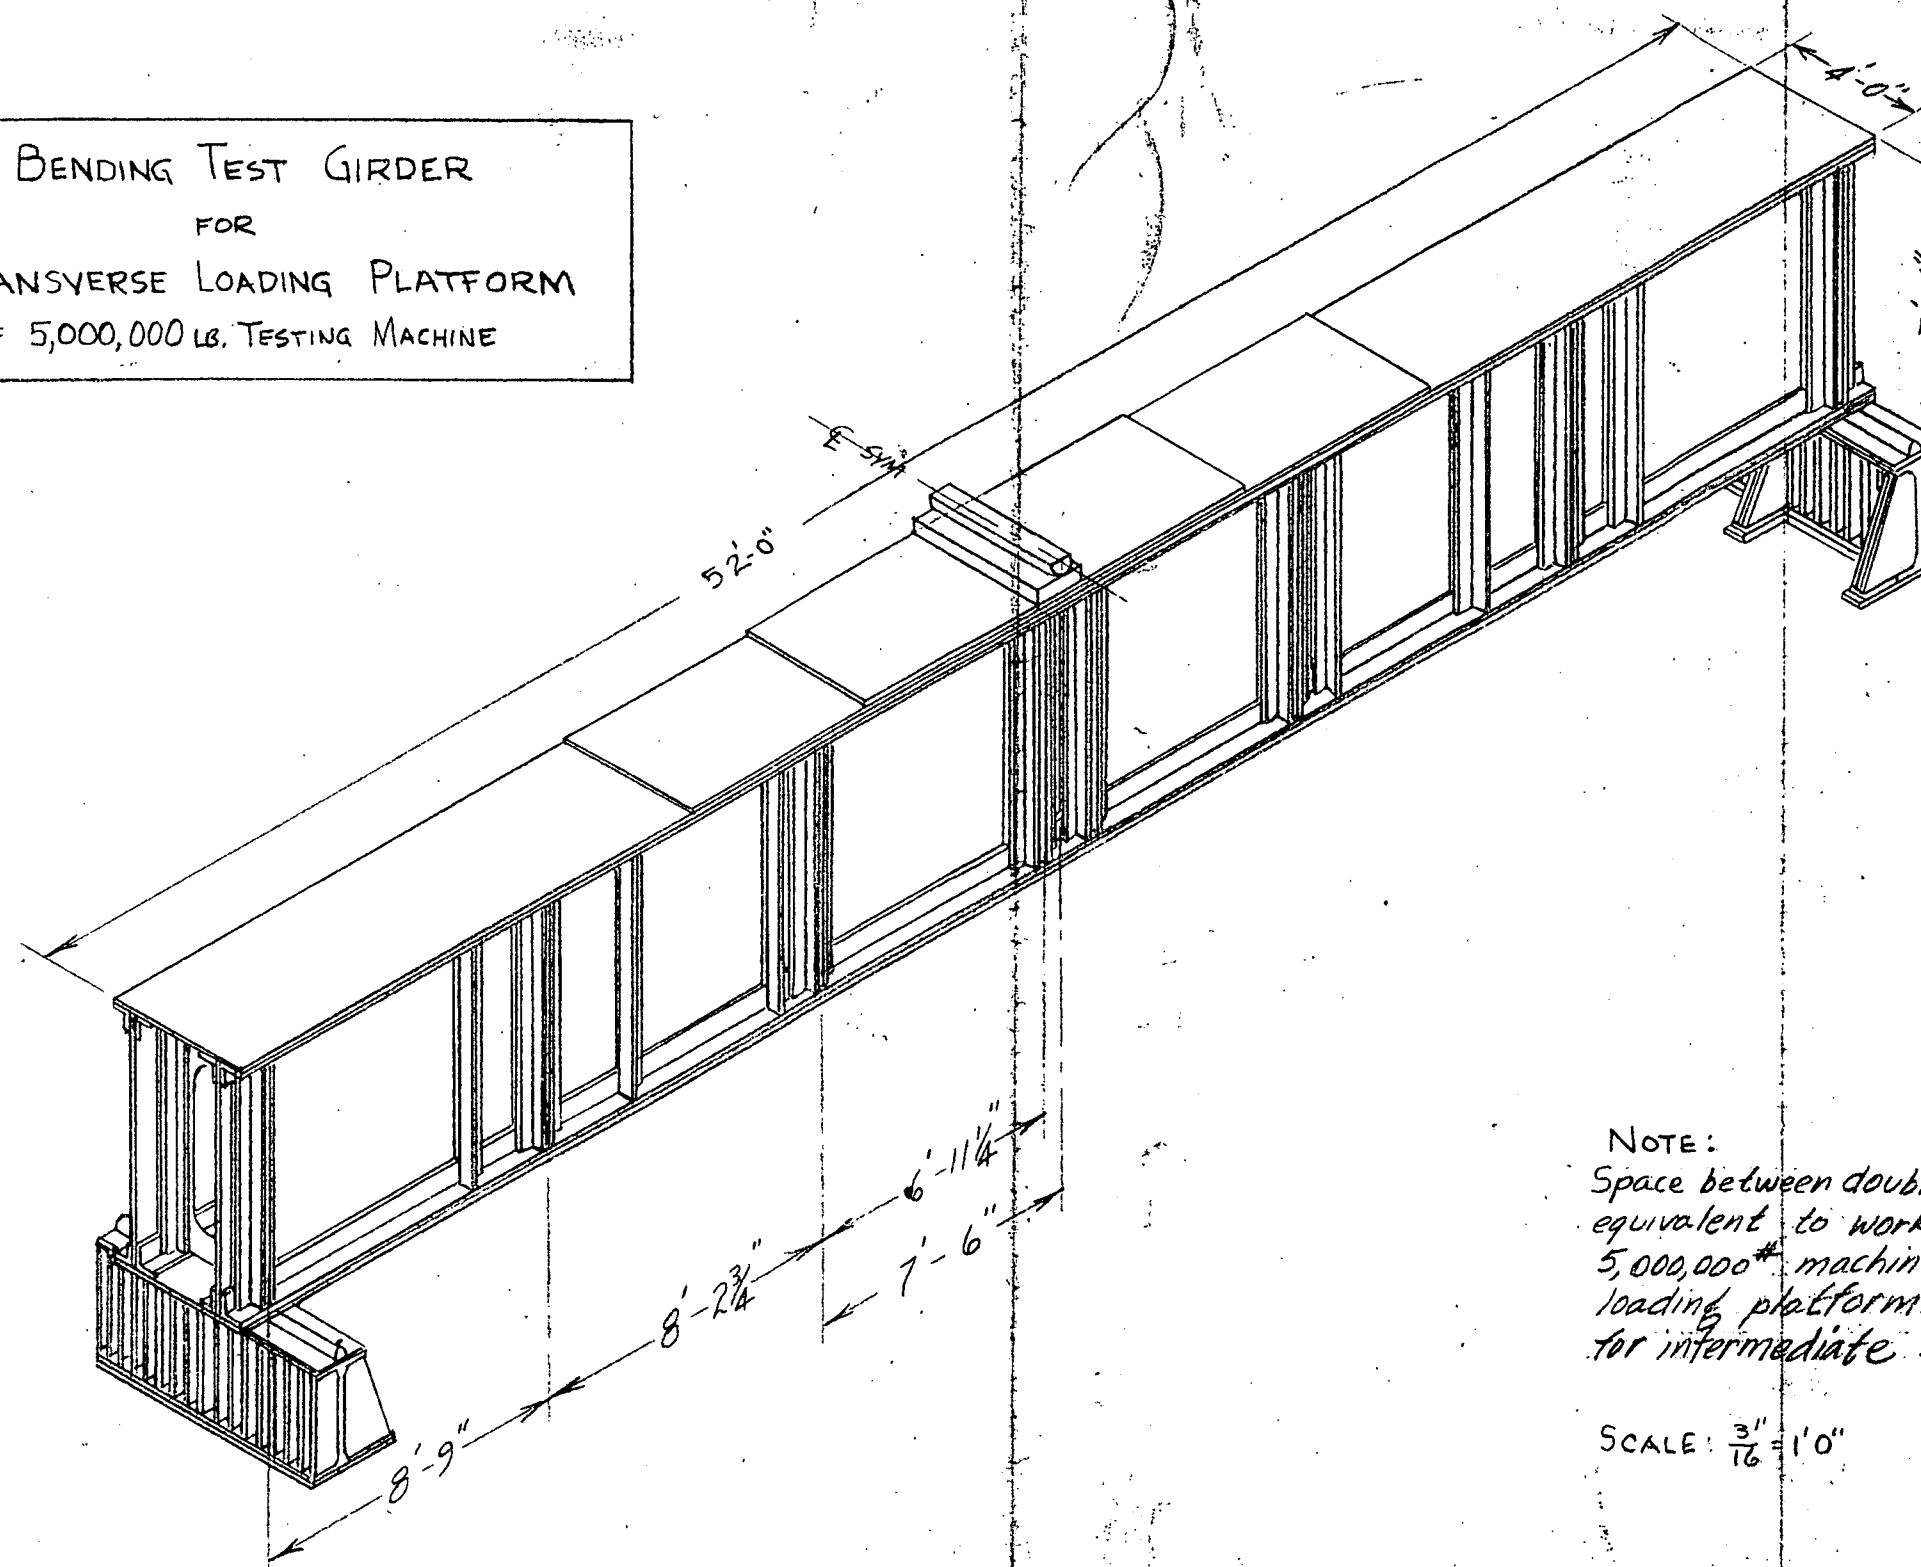 BENDING TEST GIRDER
FOR
ANSVERSE LOADING PLATFORM
5,000,000 LB. TESTING MACHINE
4'-0"
℄ SYM
52'-0"
6'-11¼"
7'-6"
8'-2¾"
8'-9"
NOTE:
Space between doub
equivalent to work
5,000,000# machin
loading platform
for intermediate
SCALE: 3/16" = 1'0"